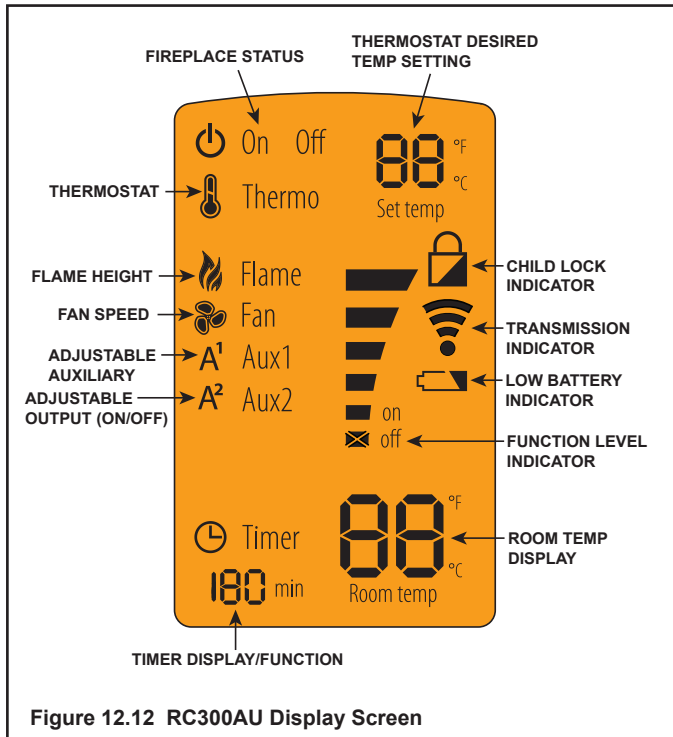 FIREPLACE STATUS
THERMOSTAT DESIRED
TEMP SETTING
On Off
88 °F
°C
Set temp
THERMOSTAT
Thermo
FLAME HEIGHT
Flame
FAN SPEED
Fan
ADJUSTABLE
AUXILIARY
A¹ Aux1
ADJUSTABLE
OUTPUT (ON/OFF)
A² Aux2
CHILD LOCK
INDICATOR
TRANSMISSION
INDICATOR
LOW BATTERY
INDICATOR
on
off
FUNCTION LEVEL
INDICATOR
Timer
180 min
88 °F
°C
Room temp
ROOM TEMP
DISPLAY
TIMER DISPLAY/FUNCTION
Figure 12.12 RC300AU Display Screen